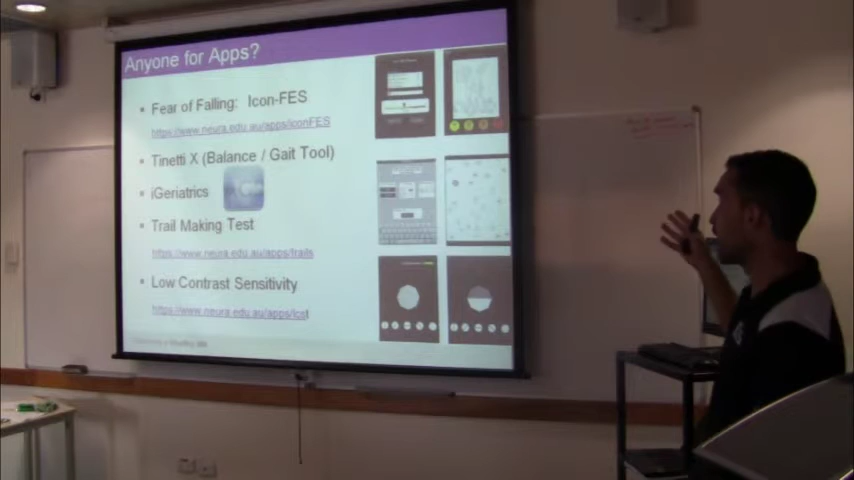 Anyone for Apps?
Fear of Falling: Icon-FES
https://www.neura.edu.au/apps/iconFES
Tinetti X (Balance / Gait Tool)
iGeriatrics
Trail Making Test
https://www.neura.edu.au/apps/trails
Low Contrast Sensitivity
https://www.neura.edu.au/apps/lcst